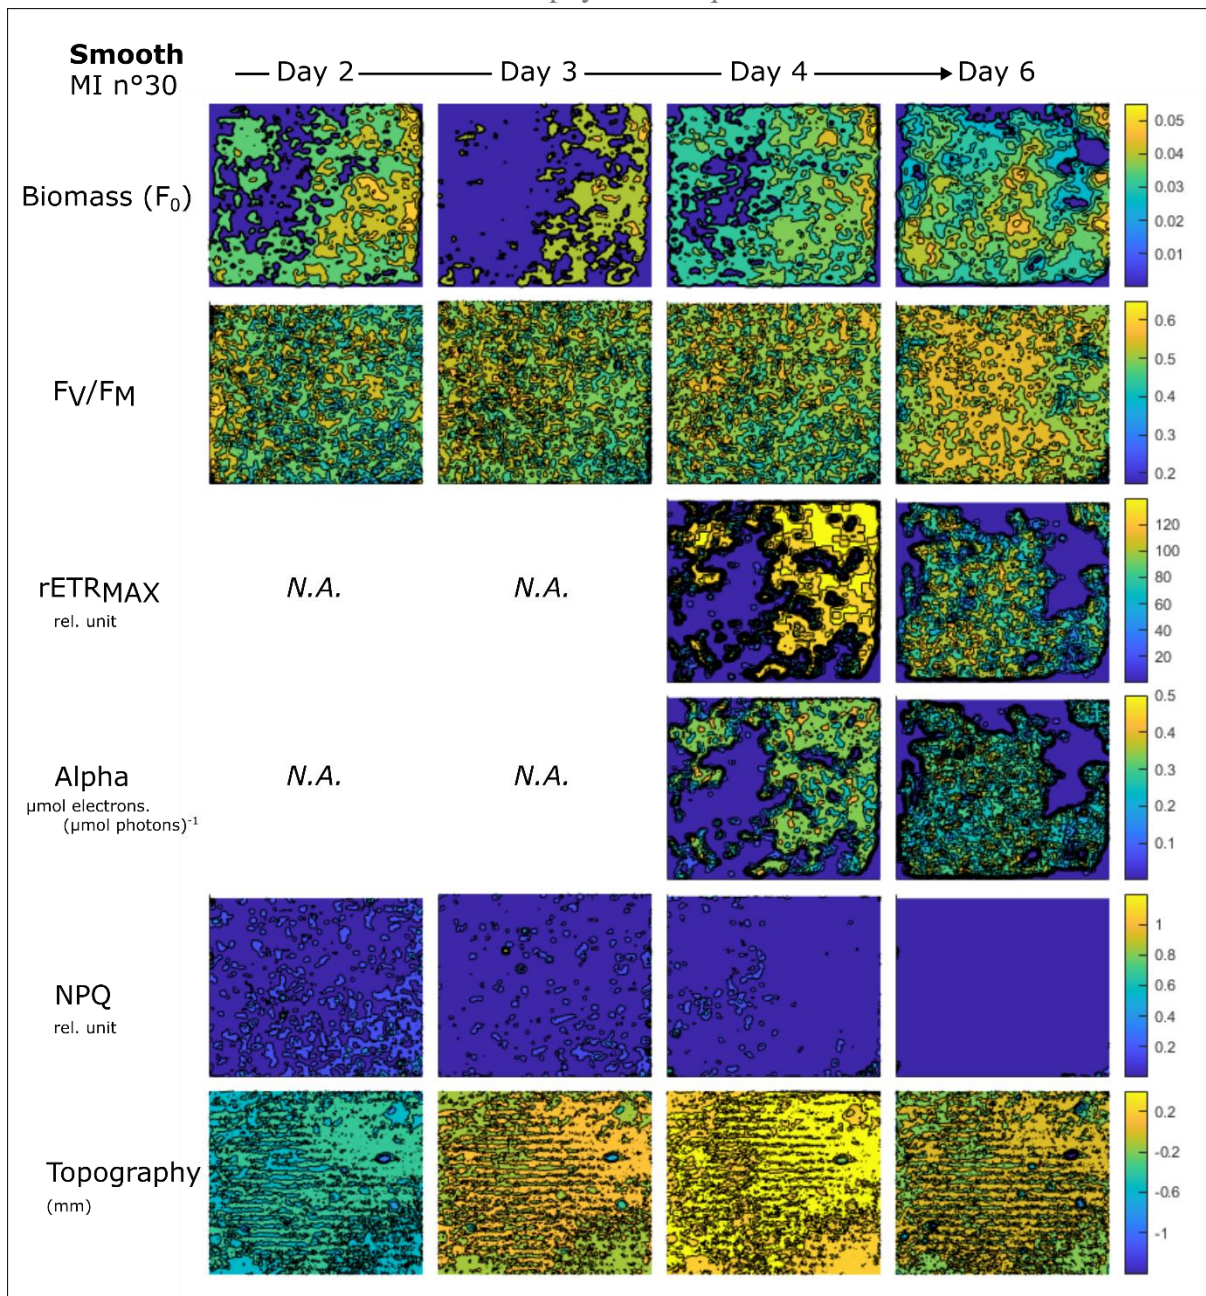 Smooth
MI n°30
Day 2 Day 3 Day 4 Day 6
Biomass (F0)
0.05
0.04
0.03
0.02
0.01
FV/FM
0.6
0.5
0.4
0.3
0.2
rETRMAX
rel. unit
N.A. N.A.
120
100
80
60
40
20
Alpha
µmol electrons.
(µmol photons)-1
N.A. N.A.
0.5
0.4
0.3
0.2
0.1
NPQ
rel. unit
1
0.8
0.6
0.4
0.2
Topography
(mm)
0.2
-0.2
-0.6
-1